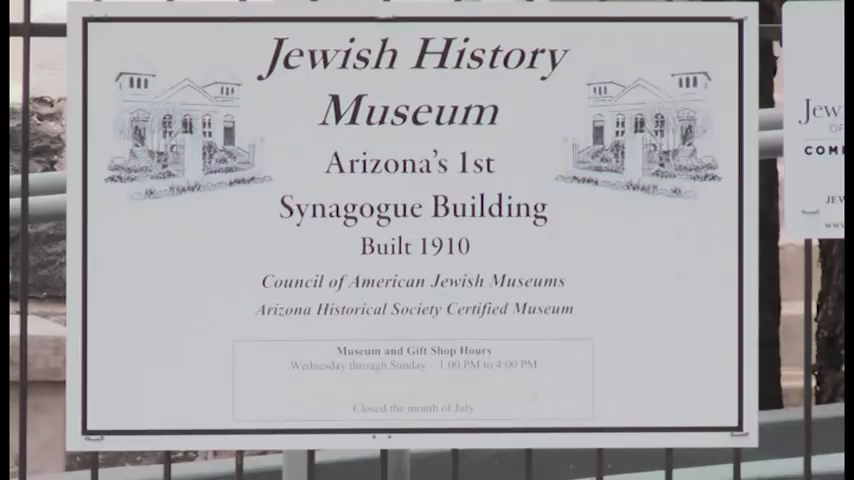 Jewish History
Museum
Arizona's 1st
Synagogue Building
Built 1910
Council of American Jewish Museums
Arizona Historical Society Certified Museum
Museum and Gift Shop Hours
Wednesday through Sunday - 1:00 PM to 4:00 PM
Closed the month of July